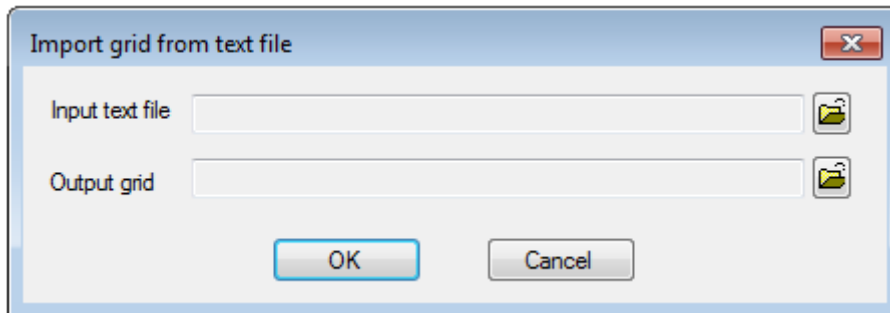 Import grid from text file
Input text file
Output grid
OK Cancel